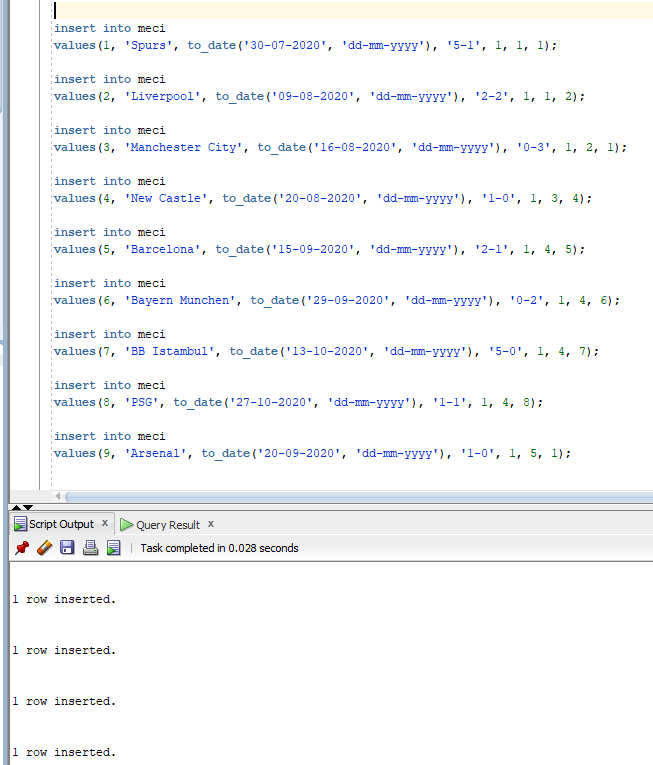 insert into meci
values(1, 'Spurs', to_date('30-07-2020', 'dd-mm-yyyy'), '5-1', 1, 1, 1);
insert into meci
values(2, 'Liverpool', to_date('09-08-2020', 'dd-mm-yyyy'), '2-2', 1, 1, 2);
insert into meci
values(3, 'Manchester City', to_date('16-08-2020', 'dd-mm-yyyy'), '0-3', 1, 2, 1);
insert into meci
values(4, 'New Castle', to_date('20-08-2020', 'dd-mm-yyyy'), '1-0', 1, 3, 4);
insert into meci
values(5, 'Barcelona', to_date('15-09-2020', 'dd-mm-yyyy'), '2-1', 1, 4, 5);
insert into meci
values(6, 'Bayern Munchen', to_date('29-09-2020', 'dd-mm-yyyy'), '0-2', 1, 4, 6);
insert into meci
values(7, 'BB Istambul', to_date('13-10-2020', 'dd-mm-yyyy'), '5-0', 1, 4, 7);
insert into meci
values(8, 'PSG', to_date('27-10-2020', 'dd-mm-yyyy'), '1-1', 1, 4, 8);
insert into meci
values(9, 'Arsenal', to_date('20-09-2020', 'dd-mm-yyyy'), '1-0', 1, 5, 1);
Script Output x Query Result x
Task completed in 0.028 seconds
1 row inserted.
1 row inserted.
1 row inserted.
1 row inserted.